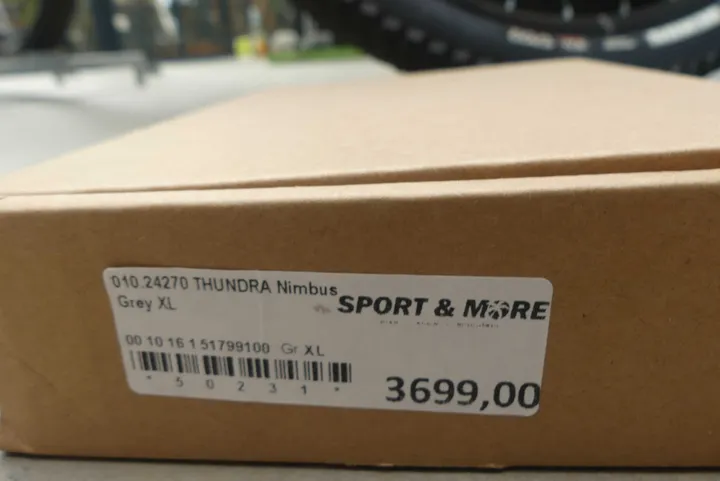 010.24270 THUNDRA Nimbus
Grey XL
SPORT & MORE
00 10 16 1 51799100 Gr XL
* 5 0 2 3 1 *
3699,00